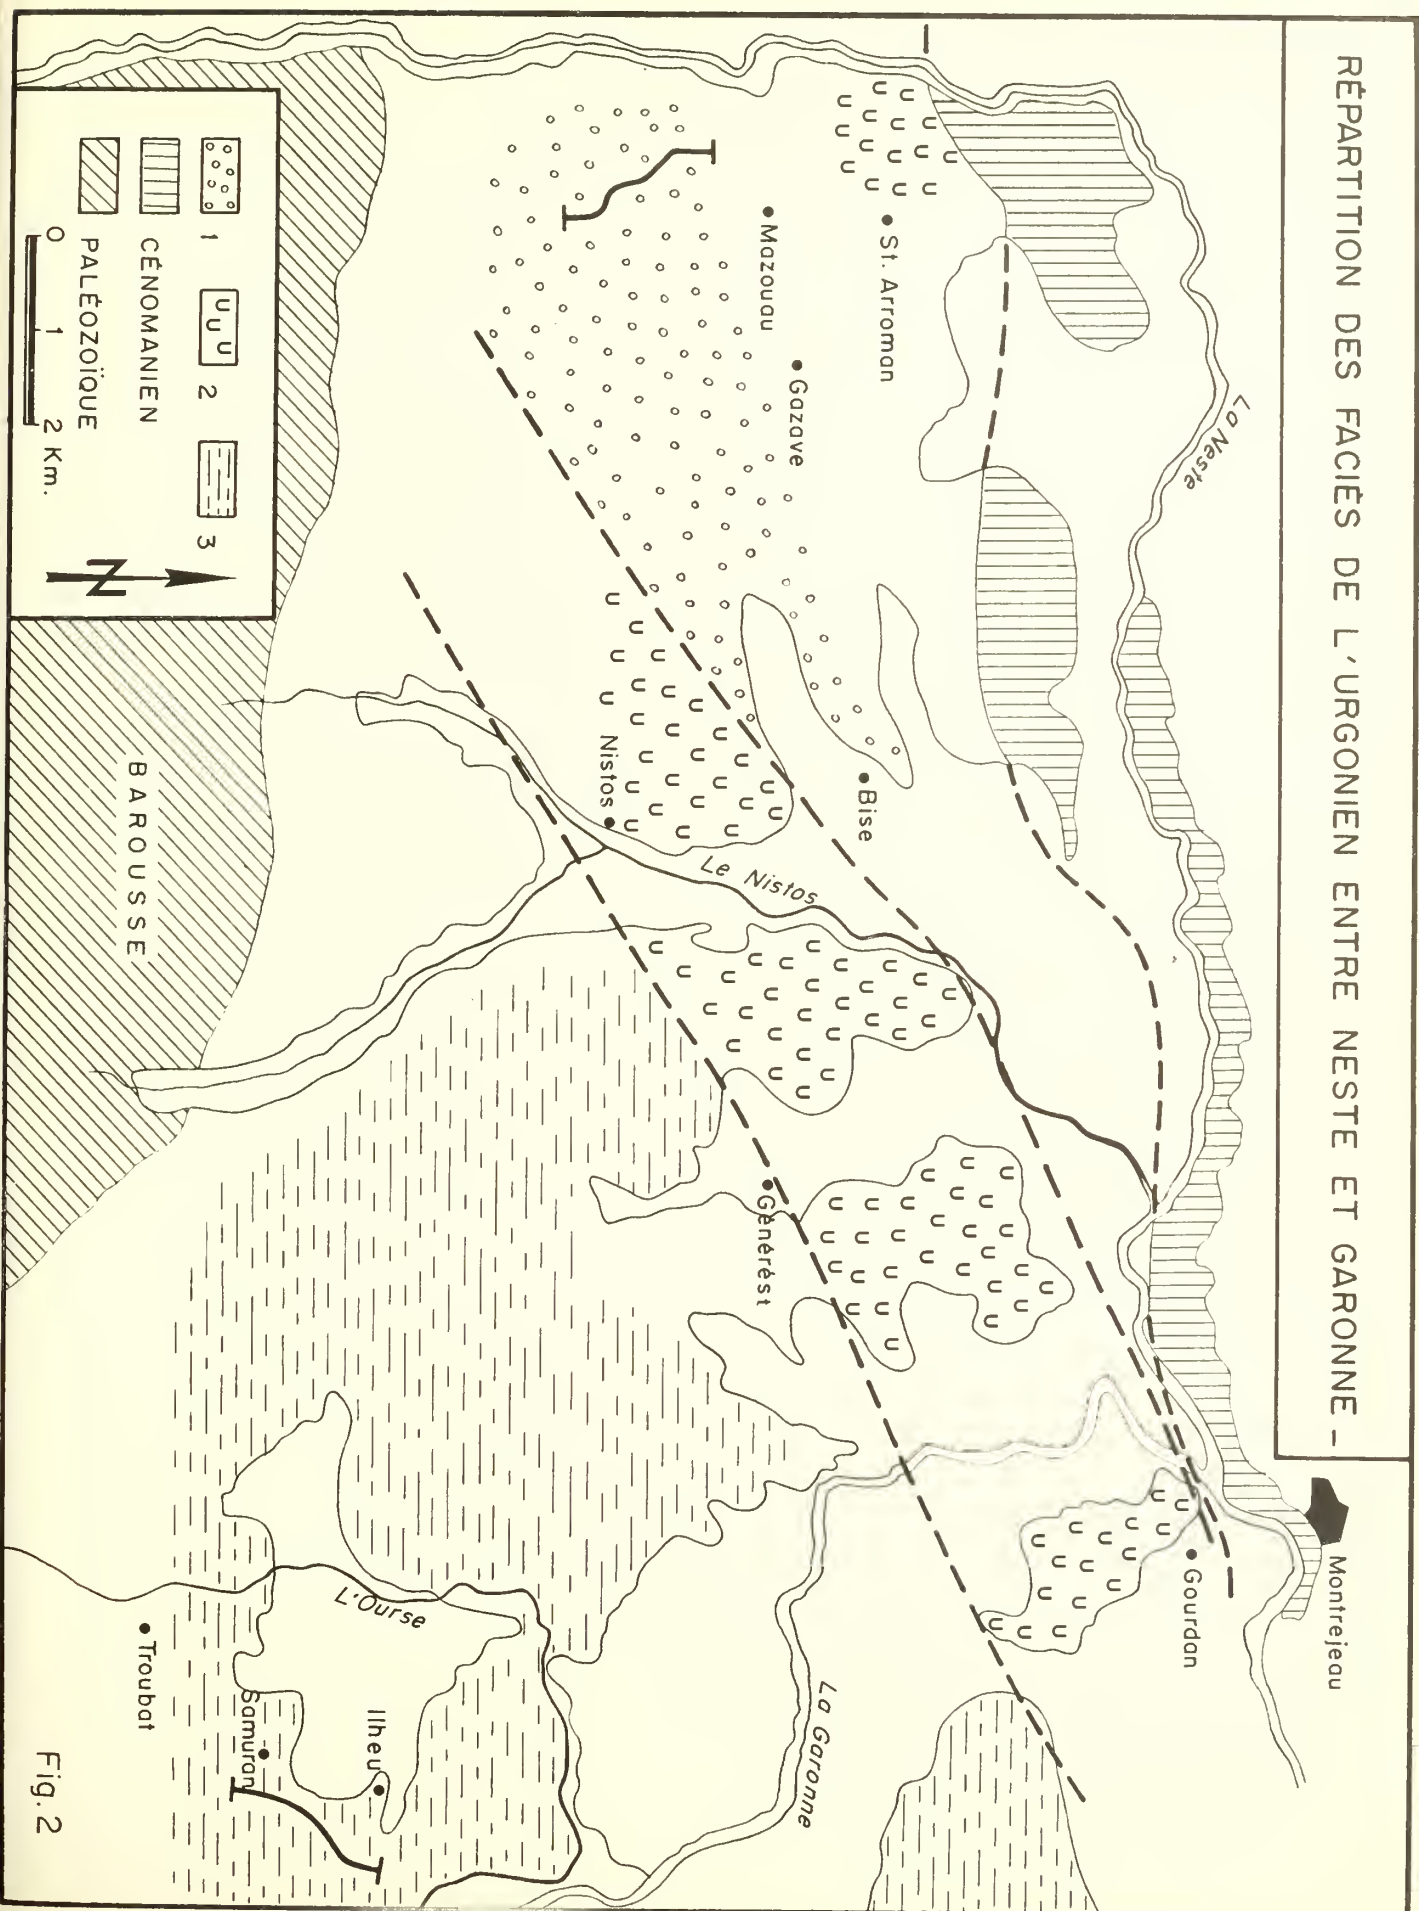 RÉPARTITION DES FACIÈS DE L'URGONIEN ENTRE NESTE ET GARONNE -
Montrejeau
La Neste
Gourdan
St. Arroman
Mazouau
Gazave
Bise
Nistos
Le Nistos
Générést
La Garonne
BAROUSSE
L'Ourse
Ilheu
Samuran
Troubat
1
2
3
CÉNOMANIEN
PALÉOZOÏQUE
0 1 2 Km.
N
Fig. 2